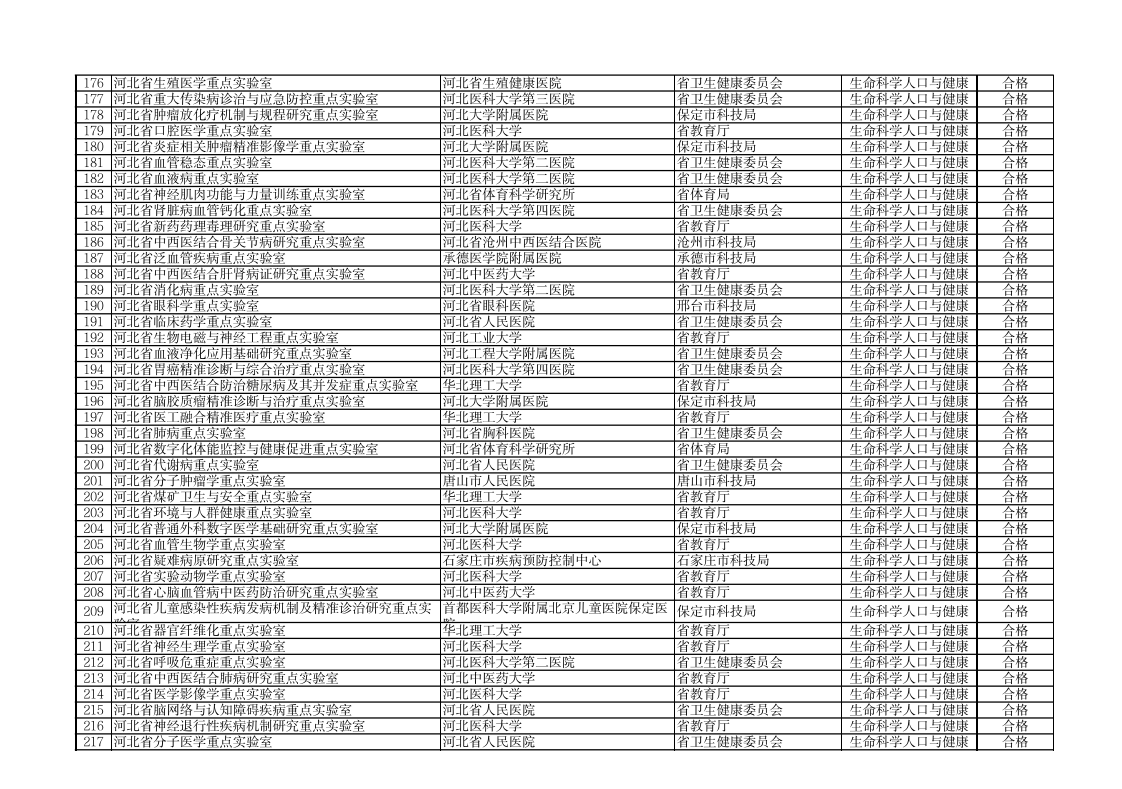 176 河北省生殖医学重点实验室 河北省生殖健康医院 省卫生健康委员会 生命科学人口与健康 合格
177 河北省重大传染病诊治与应急防控重点实验室 河北医科大学第三医院 省卫生健康委员会 生命科学人口与健康 合格
178 河北省肿瘤放化疗机制与规程研究重点实验室 河北大学附属医院 保定市科技局 生命科学人口与健康 合格
179 河北省口腔医学重点实验室 河北医科大学 省教育厅 生命科学人口与健康 合格
180 河北省炎症相关肿瘤精准影像学重点实验室 河北大学附属医院 保定市科技局 生命科学人口与健康 合格
181 河北省血管稳态重点实验室 河北医科大学第二医院 省卫生健康委员会 生命科学人口与健康 合格
182 河北省血液病重点实验室 河北医科大学第二医院 省卫生健康委员会 生命科学人口与健康 合格
183 河北省神经肌肉功能与力量训练重点实验室 河北省体育科学研究所 省体育局 生命科学人口与健康 合格
184 河北省肾脏病血管钙化重点实验室 河北医科大学第四医院 省卫生健康委员会 生命科学人口与健康 合格
185 河北省新药药理毒理研究重点实验室 河北医科大学 省教育厅 生命科学人口与健康 合格
186 河北省中西医结合骨关节病研究重点实验室 河北省沧州中西医结合医院 沧州市科技局 生命科学人口与健康 合格
187 河北省泛血管疾病重点实验室 承德医学院附属医院 承德市科技局 生命科学人口与健康 合格
188 河北省中西医结合肝肾病证研究重点实验室 河北中医药大学 省教育厅 生命科学人口与健康 合格
189 河北省消化病重点实验室 河北医科大学第二医院 省卫生健康委员会 生命科学人口与健康 合格
190 河北省眼科学重点实验室 河北省眼科医院 邢台市科技局 生命科学人口与健康 合格
191 河北省临床药学重点实验室 河北省人民医院 省卫生健康委员会 生命科学人口与健康 合格
192 河北省生物电磁与神经工程重点实验室 河北工业大学 省教育厅 生命科学人口与健康 合格
193 河北省血液净化应用基础研究重点实验室 河北工程大学附属医院 省卫生健康委员会 生命科学人口与健康 合格
194 河北省胃癌精准诊断与综合治疗重点实验室 河北医科大学第四医院 省卫生健康委员会 生命科学人口与健康 合格
195 河北省中西医结合防治糖尿病及其并发症重点实验室 华北理工大学 省教育厅 生命科学人口与健康 合格
196 河北省脑胶质瘤精准诊断与治疗重点实验室 河北大学附属医院 保定市科技局 生命科学人口与健康 合格
197 河北省医工融合精准医疗重点实验室 华北理工大学 省教育厅 生命科学人口与健康 合格
198 河北省肺病重点实验室 河北省胸科医院 省卫生健康委员会 生命科学人口与健康 合格
199 河北省数字化体能监控与健康促进重点实验室 河北省体育科学研究所 省体育局 生命科学人口与健康 合格
200 河北省代谢病重点实验室 河北省人民医院 省卫生健康委员会 生命科学人口与健康 合格
201 河北省分子肿瘤学重点实验室 唐山市人民医院 唐山市科技局 生命科学人口与健康 合格
202 河北省煤矿卫生与安全重点实验室 华北理工大学 省教育厅 生命科学人口与健康 合格
203 河北省环境与人群健康重点实验室 河北医科大学 省教育厅 生命科学人口与健康 合格
204 河北省普通外科数字医学基础研究重点实验室 河北大学附属医院 保定市科技局 生命科学人口与健康 合格
205 河北省血管生物学重点实验室 河北医科大学 省教育厅 生命科学人口与健康 合格
206 河北省疑难病原研究重点实验室 石家庄市疾病预防控制中心 石家庄市科技局 生命科学人口与健康 合格
207 河北省实验动物学重点实验室 河北医科大学 省教育厅 生命科学人口与健康 合格
208 河北省心脑血管病中医药防治研究重点实验室 河北中医药大学 省教育厅 生命科学人口与健康 合格
209 河北省儿童感染性疾病发病机制及精准诊治研究重点实 首都医科大学附属北京儿童医院保定医 保定市科技局 生命科学人口与健康 合格
210 河北省器官纤维化重点实验室 华北理工大学 省教育厅 生命科学人口与健康 合格
211 河北省神经生理学重点实验室 河北医科大学 省教育厅 生命科学人口与健康 合格
212 河北省呼吸危重症重点实验室 河北医科大学第二医院 省卫生健康委员会 生命科学人口与健康 合格
213 河北省中西医结合肺病研究重点实验室 河北中医药大学 省教育厅 生命科学人口与健康 合格
214 河北省医学影像学重点实验室 河北医科大学 省教育厅 生命科学人口与健康 合格
215 河北省脑网络与认知障碍疾病重点实验室 河北省人民医院 省卫生健康委员会 生命科学人口与健康 合格
216 河北省神经退行性疾病机制研究重点实验室 河北医科大学 省教育厅 生命科学人口与健康 合格
217 河北省分子医学重点实验室 河北省人民医院 省卫生健康委员会 生命科学人口与健康 合格